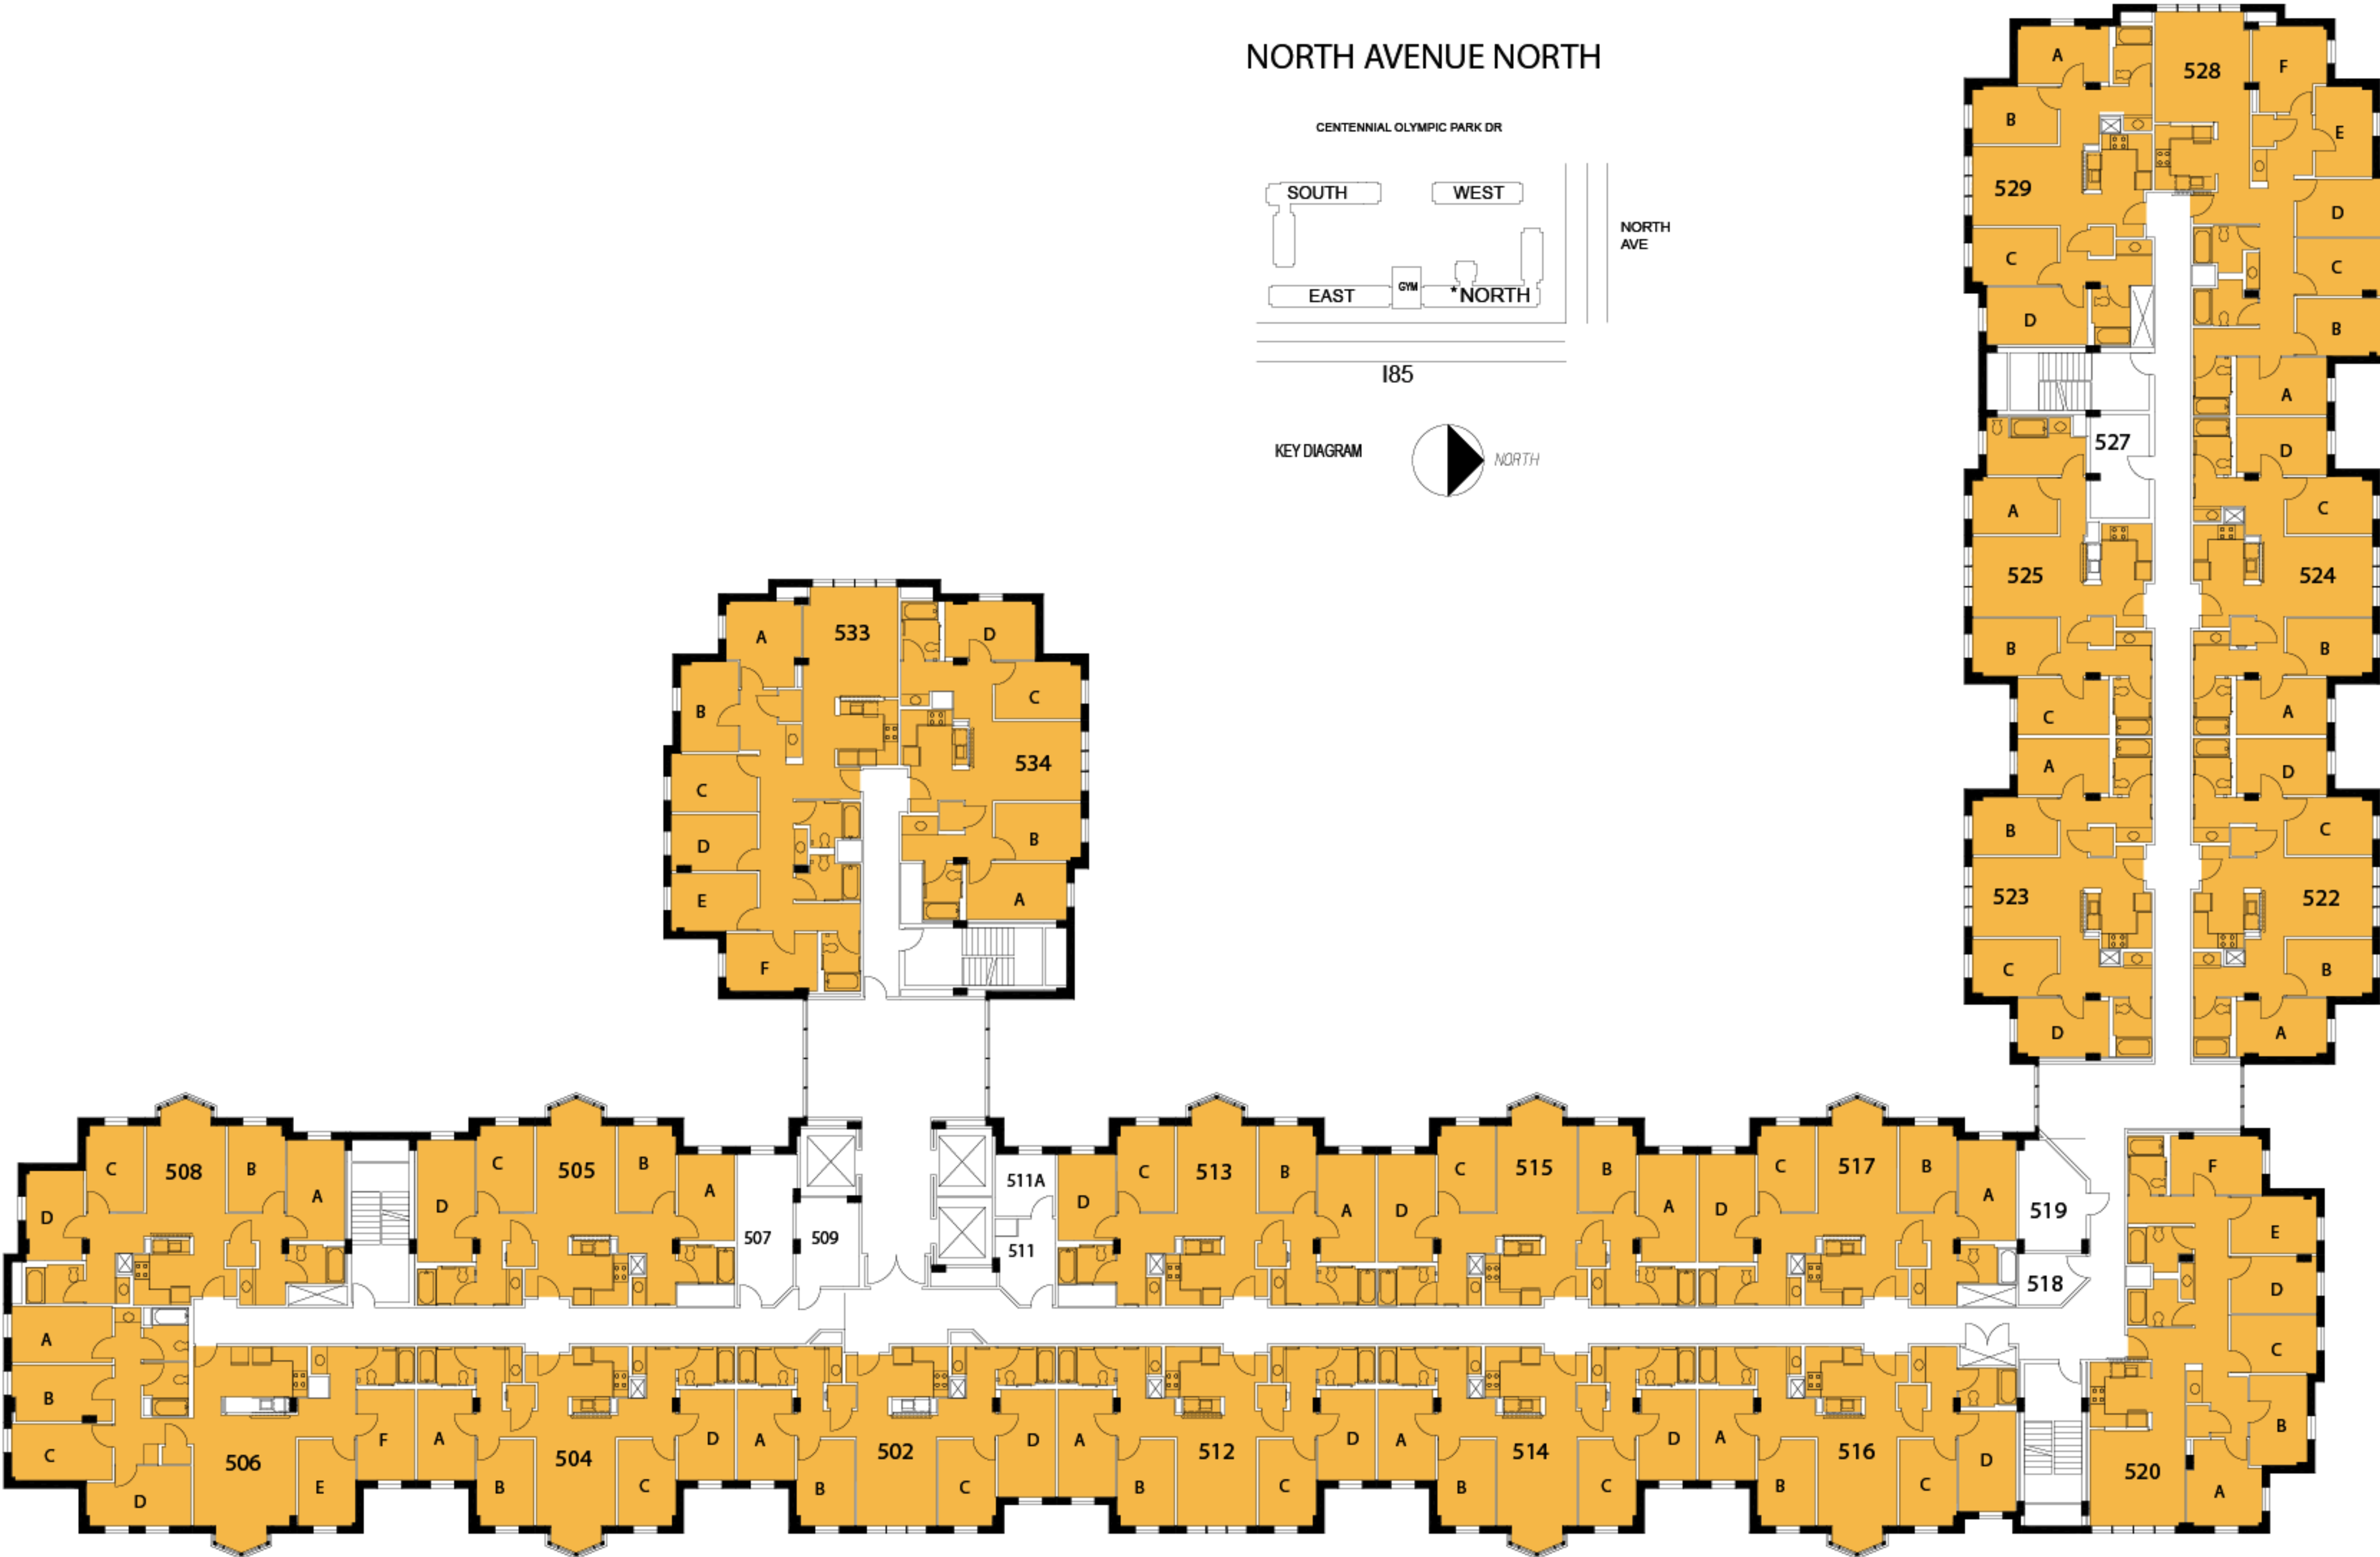 NORTH AVENUE NORTH
CENTENNIAL OLYMPIC PARK DR
SOUTH
WEST
NORTH
AVE
EAST
GYM
*NORTH
I85
KEY DIAGRAM
NORTH
A
528
F
B
E
529
D
C
C
D
B
A
527
D
A
C
525
524
B
B
C
A
A
D
B
C
523
522
C
B
D
A
A
533
D
B
C
C
534
D
B
E
A
F
C
508
B
A
D
C
505
B
A
D
507
509
511A
511
C
513
B
A
D
C
515
B
A
D
C
517
B
A
D
519
518
F
E
D
C
B
520
A
A
B
C
D
506
E
F
A
B
504
C
D
A
B
502
C
D
A
B
512
C
D
A
B
514
C
D
A
B
516
C
D